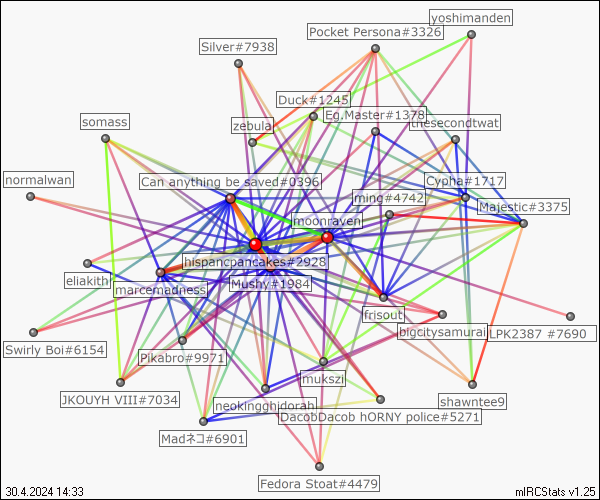 yoshimanden
Pocket Persona#3326
Silver#7938
Duck#1245
Eg.Master#1378
somass
zebula
thesecondtwat
Can anything be saved#0396
Cypha#1717
normalwan
ming#4742
Majestic#3375
moonraven
hispancpancakes#2928
eliakith
marcemadness
Mushy#1984
frisout
bigcitysamurai
LPK2387 #7690
Swirly Boi#6154
Pikabro#9971
mukszi
JKOUYH VIII#7034
neokingghidorah
shawntee9
DacobDacob hORNY police#5271
Madネコ#6901
Fedora Stoat#4479
30.4.2024 14:33
mIRCStats v1.25